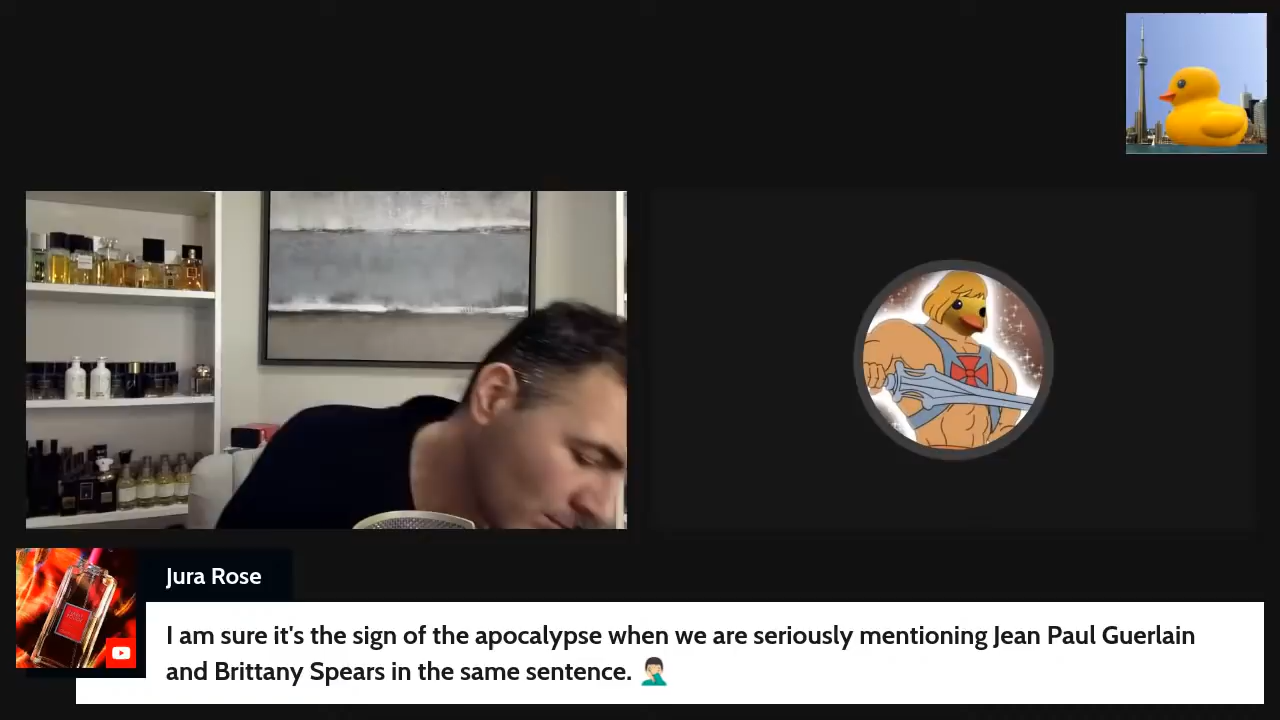 Jura Rose
I am sure it's the sign of the apocalypse when we are seriously mentioning Jean Paul Guerlain
and Brittany Spears in the same sentence. 🤦🏻‍♂️